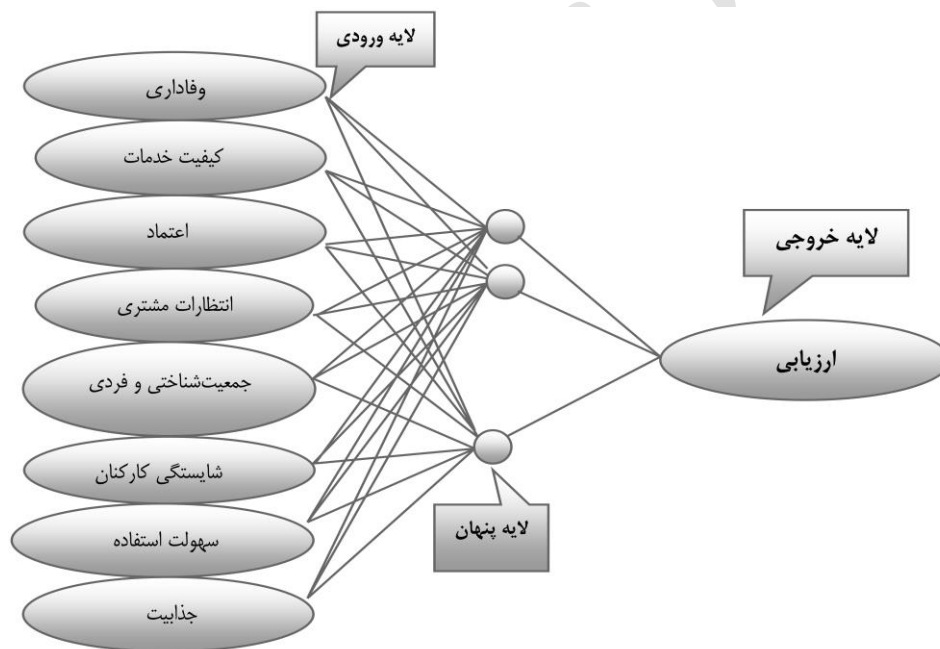 لایه ورودی
وفاداری
کیفیت خدمات
اعتماد
انتظارات مشتری
جمعیت‌شناختی و فردی
شایستگی کارکنان
سهولت استفاده
جذابیت
لایه پنهان
لایه خروجی
ارزیابی